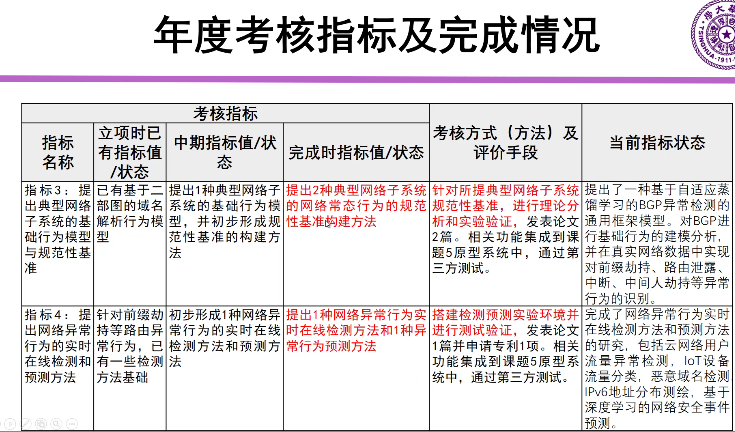 年度考核指标及完成情况
TSINGHUA
1911
考核指标
指标
名称
立项时已
有指标值
/状态
中期指标值/状
态
完成时指标值/状态
考核方式（方法）及
评价手段
当前指标状态
指标3：提
出典型网络
子系统的基
础行为模型
与规范性基
准
已有基于二
部图的域名
解析行为模
型
提出1种典型网络子
系统的基础行为模
型，并初步形成规
范性基准的构建方
法
提出2种典型网络子系统
的网络常态行为的规范
性基准构建方法
针对所提典型网络子系统
规范性基准，进行理论分
析和实验验证，发表论文
2篇。相关功能集成到课
题5原型系统中，通过第
三方测试。
提出了一种基于自适应蒸
馏学习的BGP异常检测的
通用框架模型。对BGP进
行基础行为的建模分析，
并在真实网络数据中实现
对前缀劫持、路由泄露、
中断、中间人劫持等异常
行为的识别。
指标4：提
出网络异常
行为的实时
在线检测和
预测方法
针对前缀劫
持等路由异
常行为，已
有一些检测
方法基础
初步形成1种网络异
常行为的实时在线
检测方法和预测方
法
提出1种网络异常行为实
时在线检测方法和1种异
常行为预测方法
搭建检测预测实验环境并
进行测试验证，发表论文
1篇并申请专利1项。相关
功能集成到课题5原型系
统中，通过第三方测试。
完成了网络异常行为实时
在线检测方法和预测方法
的研究，包括云网络用户
流量异常检测，IoT设备
流量分类，恶意域名检测
IPv6地址分布测绘，基于
深度学习的网络安全事件
预测。